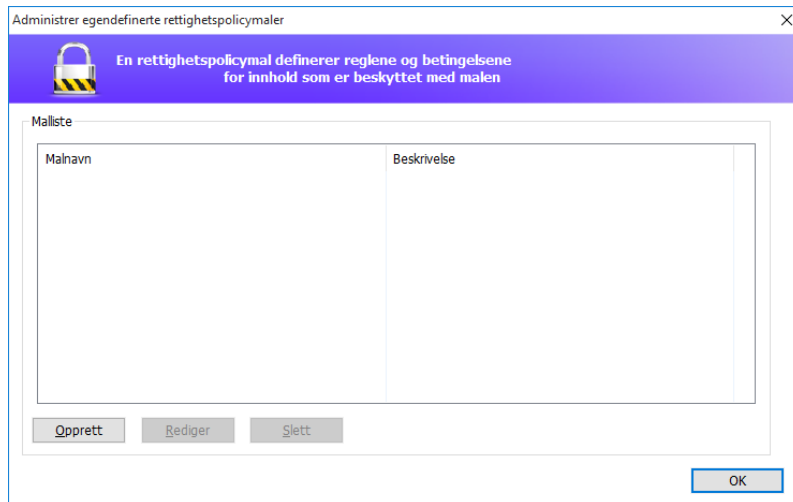 Administrer egendefinerte rettighetspolicymaler
En rettighetspolicymal definerer reglene og betingelsene
for innhold som er beskyttet med malen
Malliste
Malnavn Beskrivelse
Opprett Rediger Slett
OK